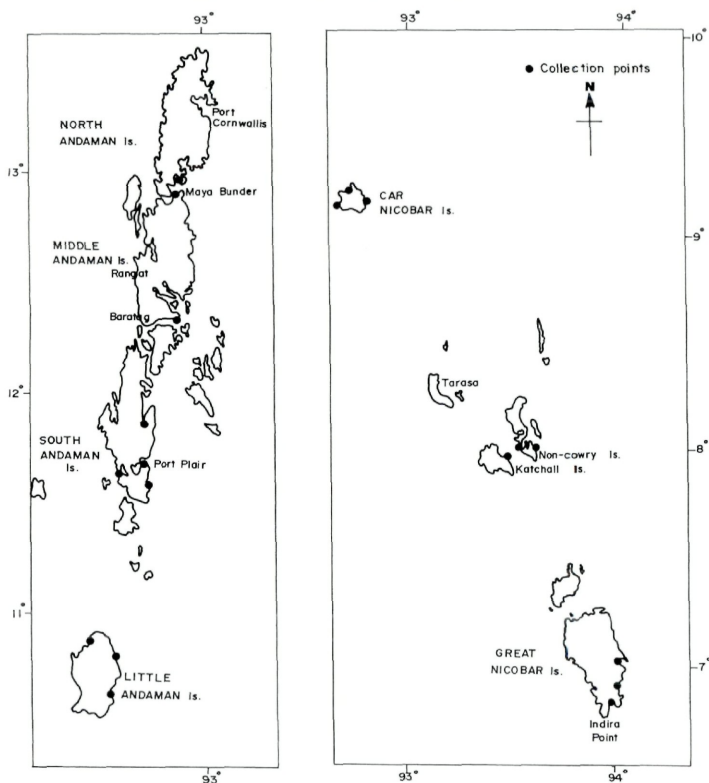 93°
NORTH
ANDAMAN Is.
Port
Cornwallis
13°
Maya Bunder
MIDDLE
ANDAMAN Is.
Rangat
Baratag
12°
SOUTH
ANDAMAN
Is.
Port Plair
11°
LITTLE
ANDAMAN Is.
93°
93°
94°
10°
Collection points
N
CAR
NICOBAR Is.
9°
Tarasa
8°
Non-cowry Is.
Katchall Is.
GREAT
NICOBAR Is.
7°
Indira
Point
93°
94°